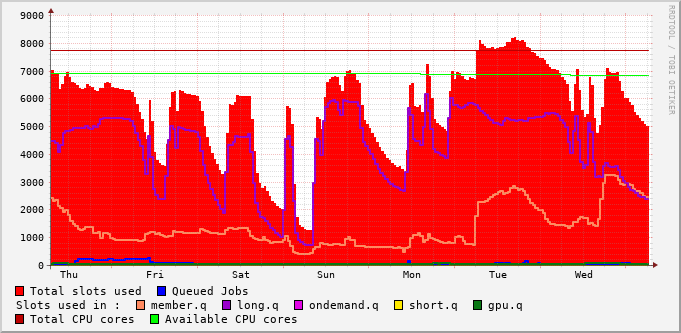 9000
8000
7000
6000
5000
4000
3000
2000
1000
0
Thu Fri Sat Sun Mon Tue Wed
RRDTOOL / TOBI OETIKER
Total slots used Queued Jobs
Slots used in : member.q long.q ondemand.q short.q gpu.q
Total CPU cores Available CPU cores